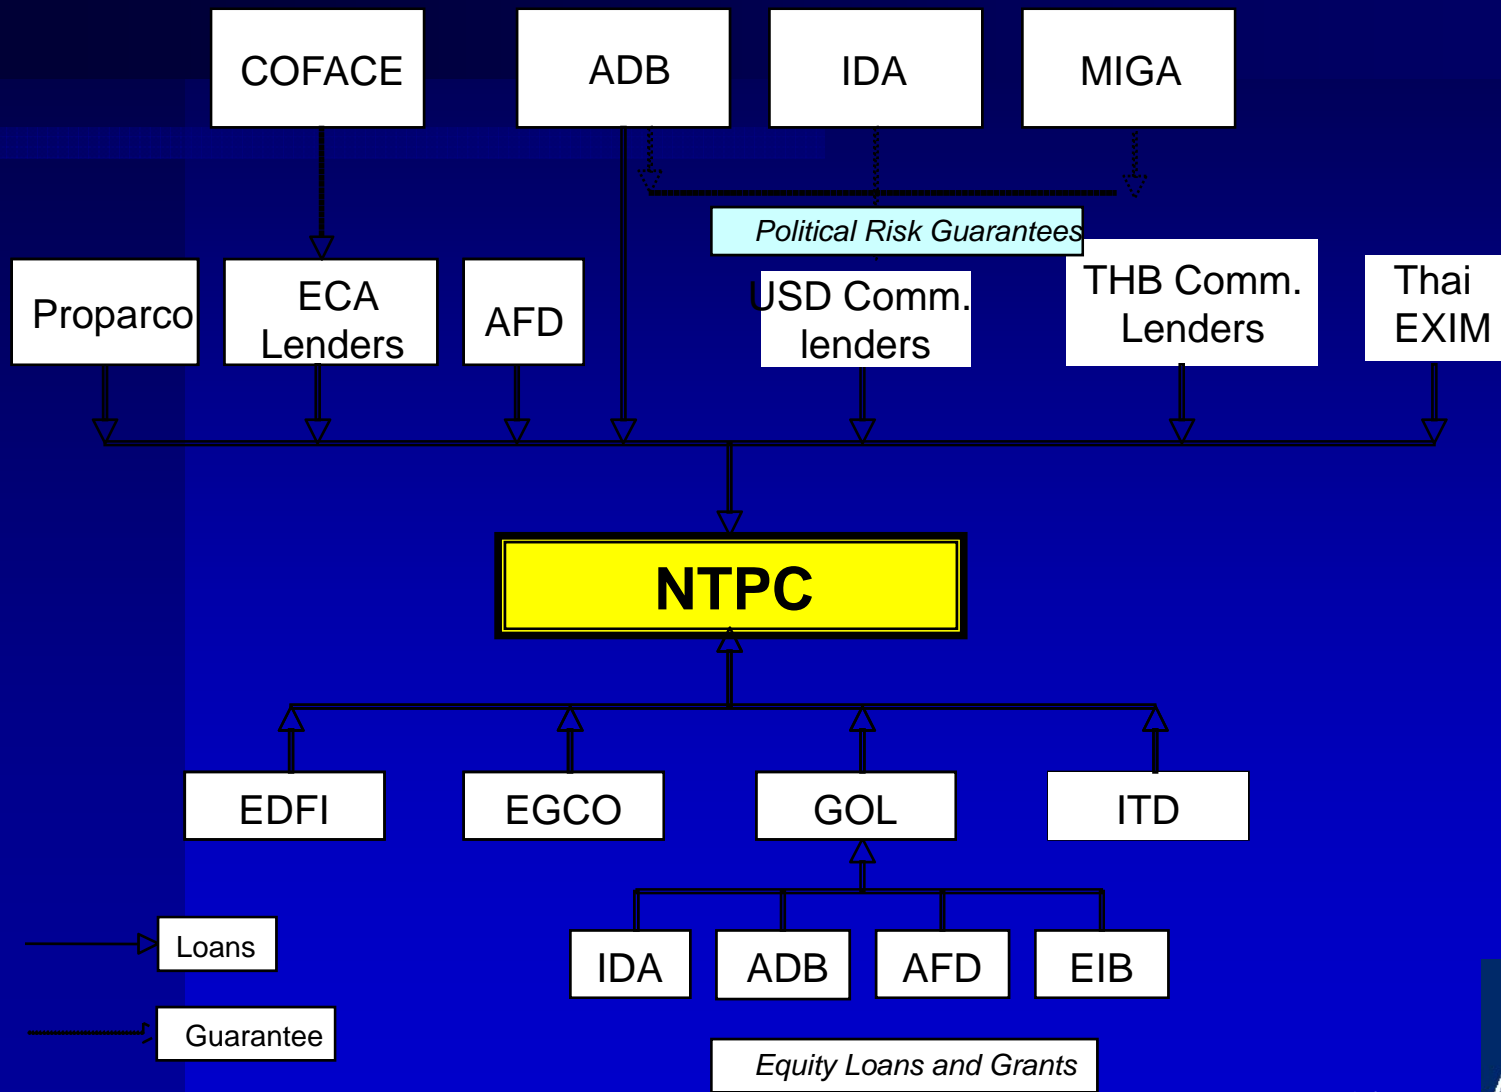 COFACE
ADB
IDA
MIGA
Political Risk Guarantees
Proparco
ECA
Lenders
AFD
USD Comm.
lenders
THB Comm.
Lenders
Thai
EXIM
NTPC
EDFI
EGCO
GOL
ITD
Loans
IDA
ADB
AFD
EIB
Guarantee
Equity Loans and Grants